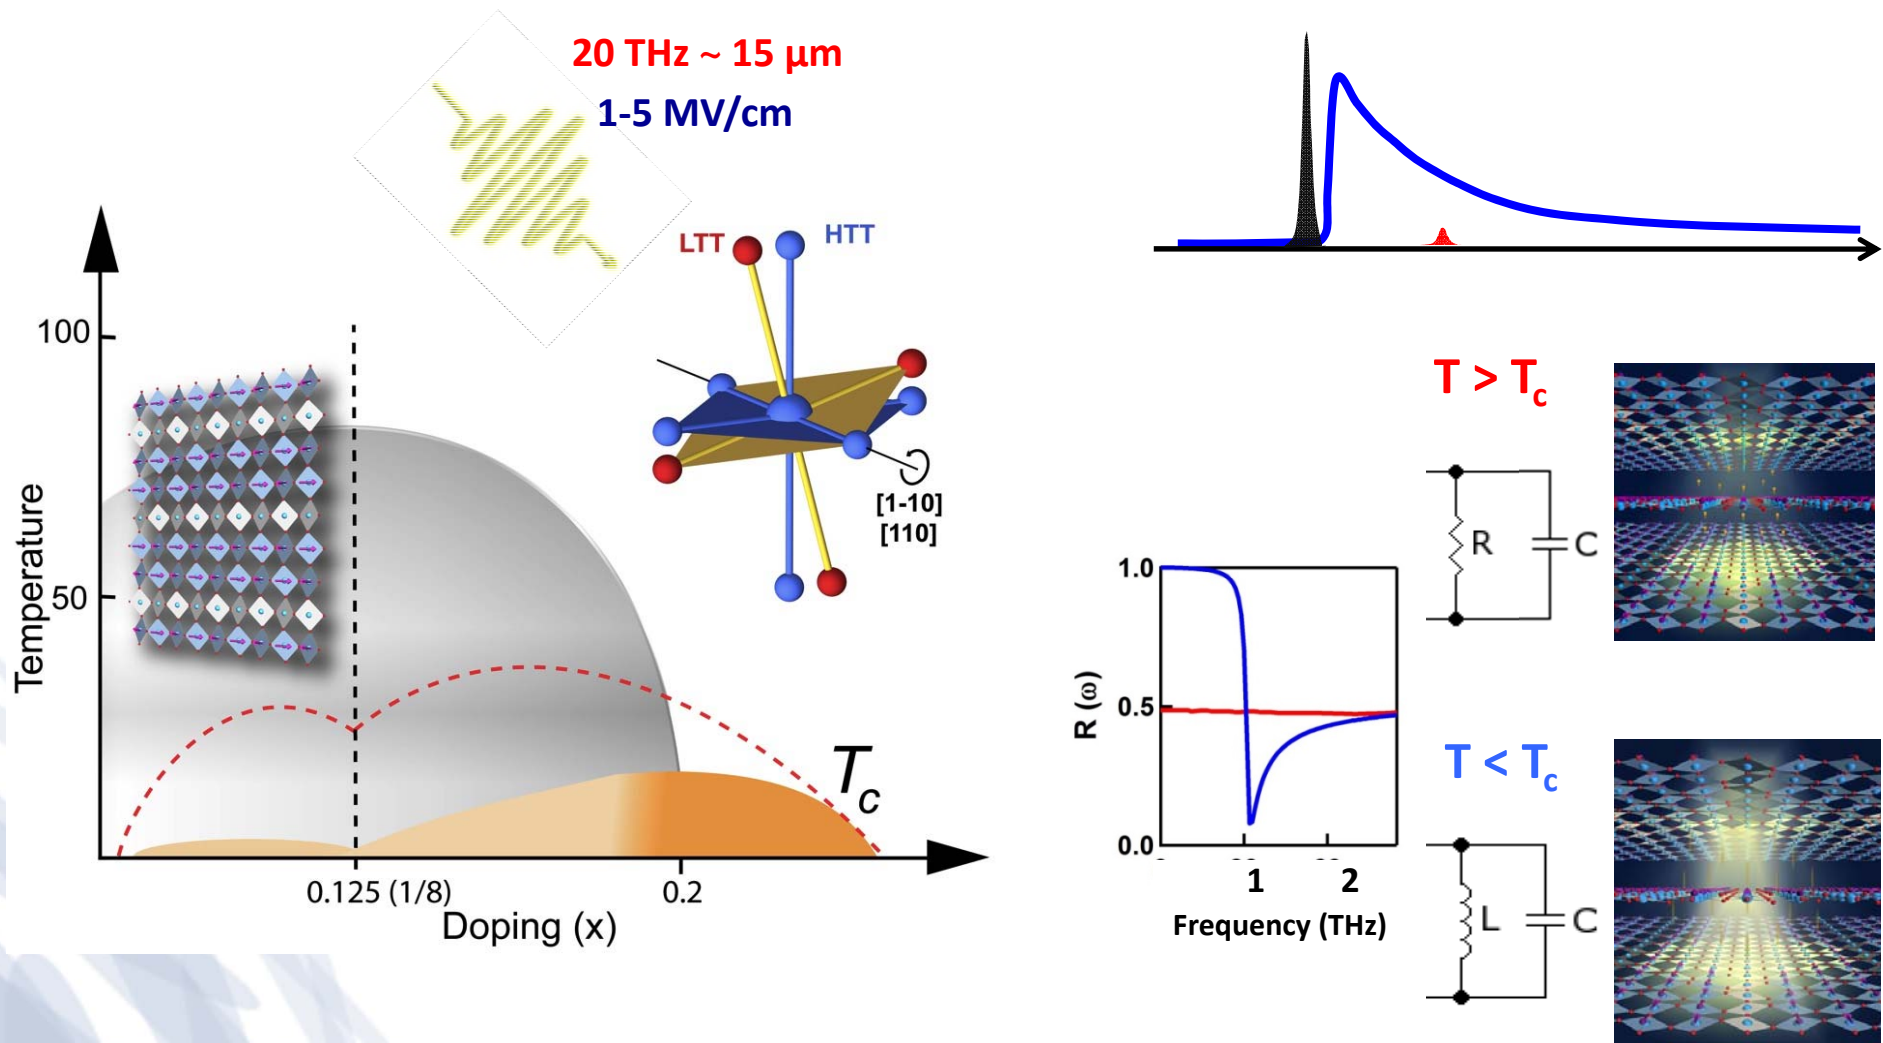 20 THz ~ 15 µm
1-5 MV/cm
LTT
HTT
[1-10]
[110]
100
50
Temperature
Tc
0.125 (1/8)
0.2
Doping (x)
T > Tc
R
C
1.0
0.5
0.0
R (ω)
1
2
Frequency (THz)
T < Tc
L
C